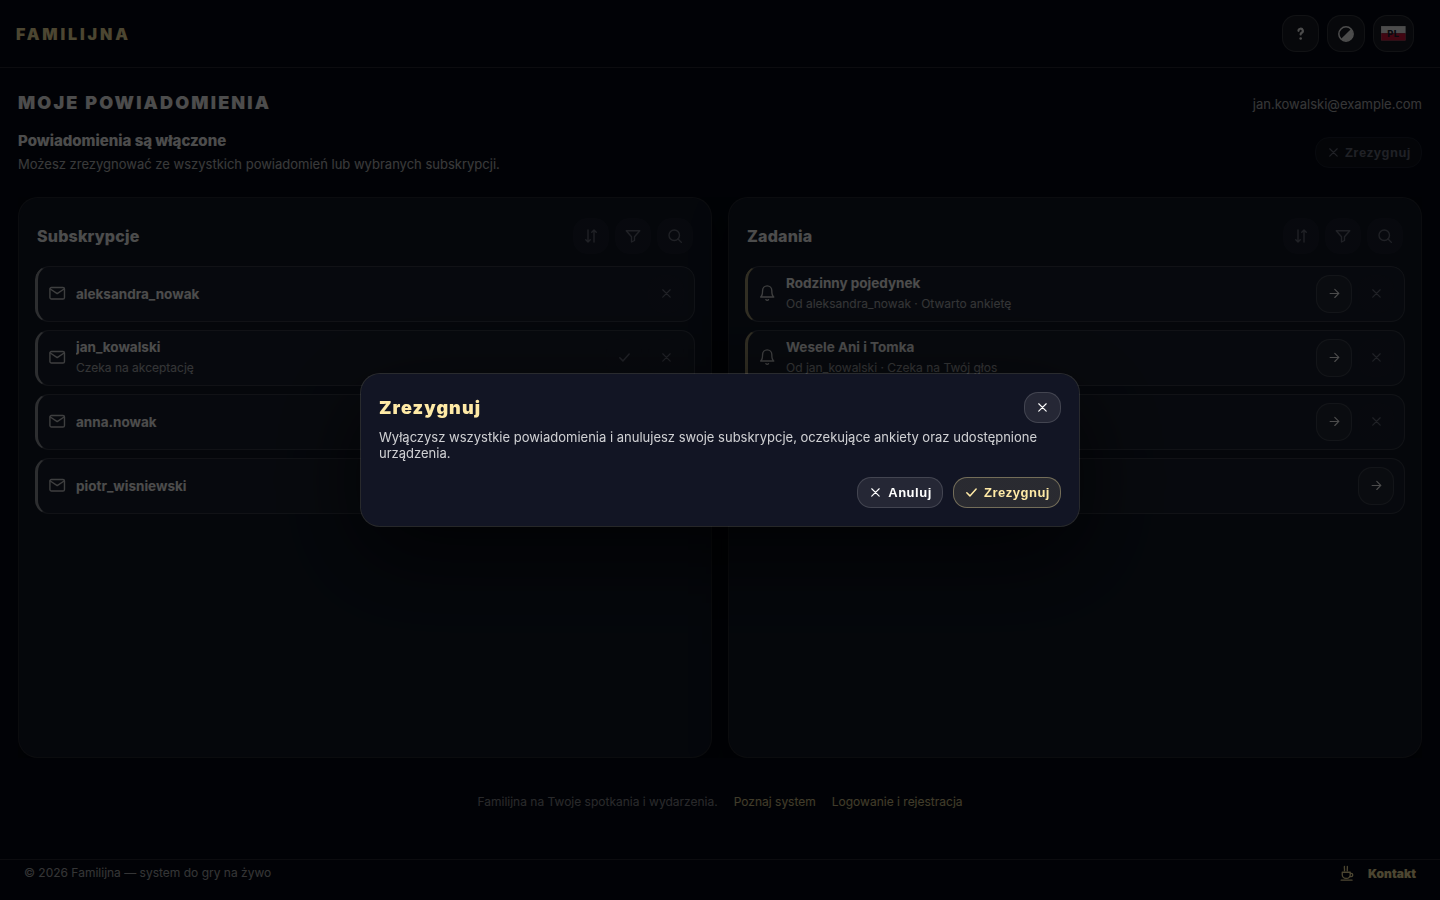 FAMILIJNA
?
PL
MOJE POWIADOMIENIA
jan.kowalski@example.com
Powiadomienia są włączone
Możesz zrezygnować ze wszystkich powiadomień lub wybranych subskrypcji.
Zrezygnuj
Subskrypcje
aleksandra_nowak
jan_kowalski
Czeka na akceptację
anna.nowak
piotr_wisniewski
Zadania
Rodzinny pojedynek
Od aleksandra_nowak · Otwarto ankietę
Wesele Ani i Tomka
Od jan_kowalski · Czeka na Twój głos
Zrezygnuj
Wyłączysz wszystkie powiadomienia i anulujesz swoje subskrypcje, oczekujące ankiety oraz udostępnione
urządzenia.
Anuluj
Zrezygnuj
Familijna na Twoje spotkania i wydarzenia. Poznaj system Logowanie i rejestracja
© 2026 Familijna — system do gry na żywo
Kontakt